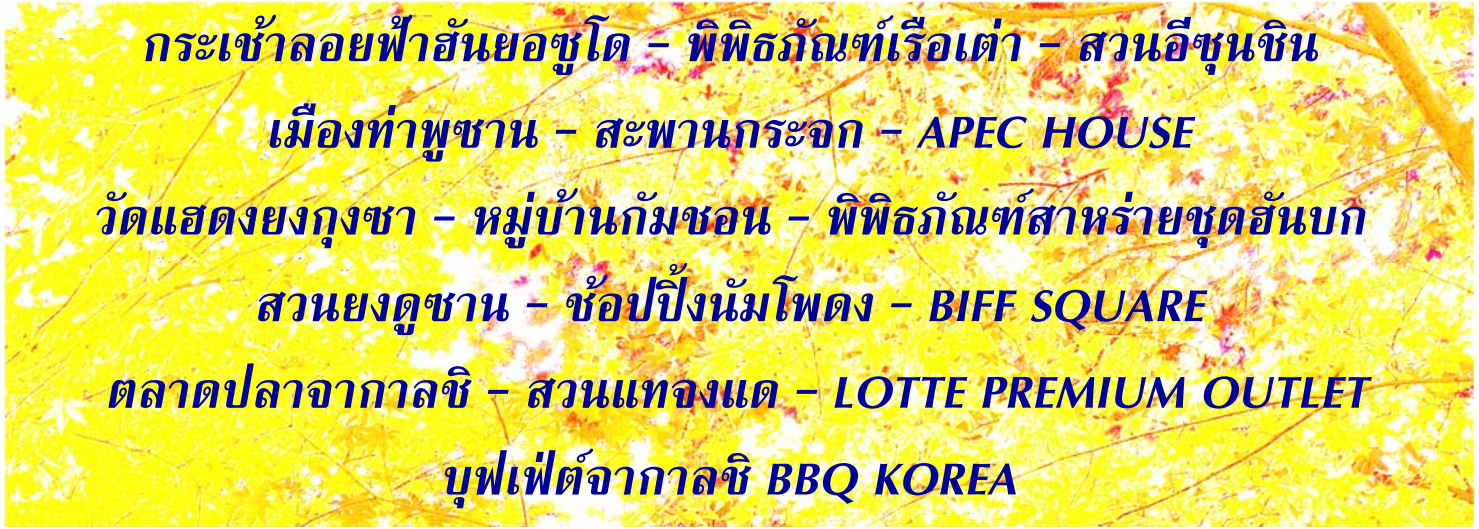 กระเช้าลอยฟ้าฮันยอซูโด – พิพิธภัณฑ์เรือเต่า – สวนอีซุนชิน
เมืองท่าพูซาน – สะพานกระจก – APEC HOUSE
วัดแฮดงยงกุงซา – หมู่บ้านกัมชอน – พิพิธภัณฑ์สาหร่ายชุดฮันบก
สวนยงดูซาน – ช้อปปิ้งนัมโพดง – BIFF SQUARE
ตลาดปลาจากาลชิ – สวนแทจงแด – LOTTE PREMIUM OUTLET
บุฟเฟ่ต์จากาลชิ BBQ KOREA